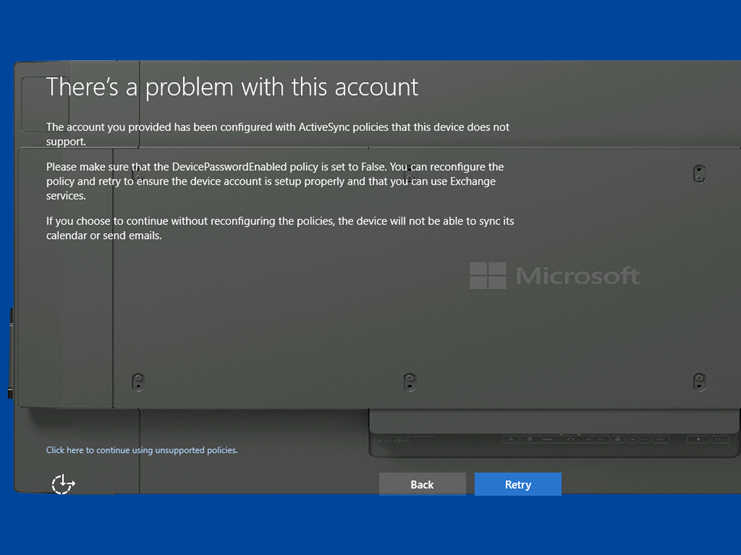 There's a problem with this account
The account you provided has been configured with ActiveSync policies that this device does not
support.
Please make sure that the DevicePasswordEnabled policy is set to False. You can reconfigure the
policy and retry to ensure the device account is setup properly and that you can use Exchange
services.
If you choose to continue without reconfiguring the policies, the device will not be able to sync its
calendar or send emails.
Microsoft
Click here to continue using unsupported policies.
Back
Retry